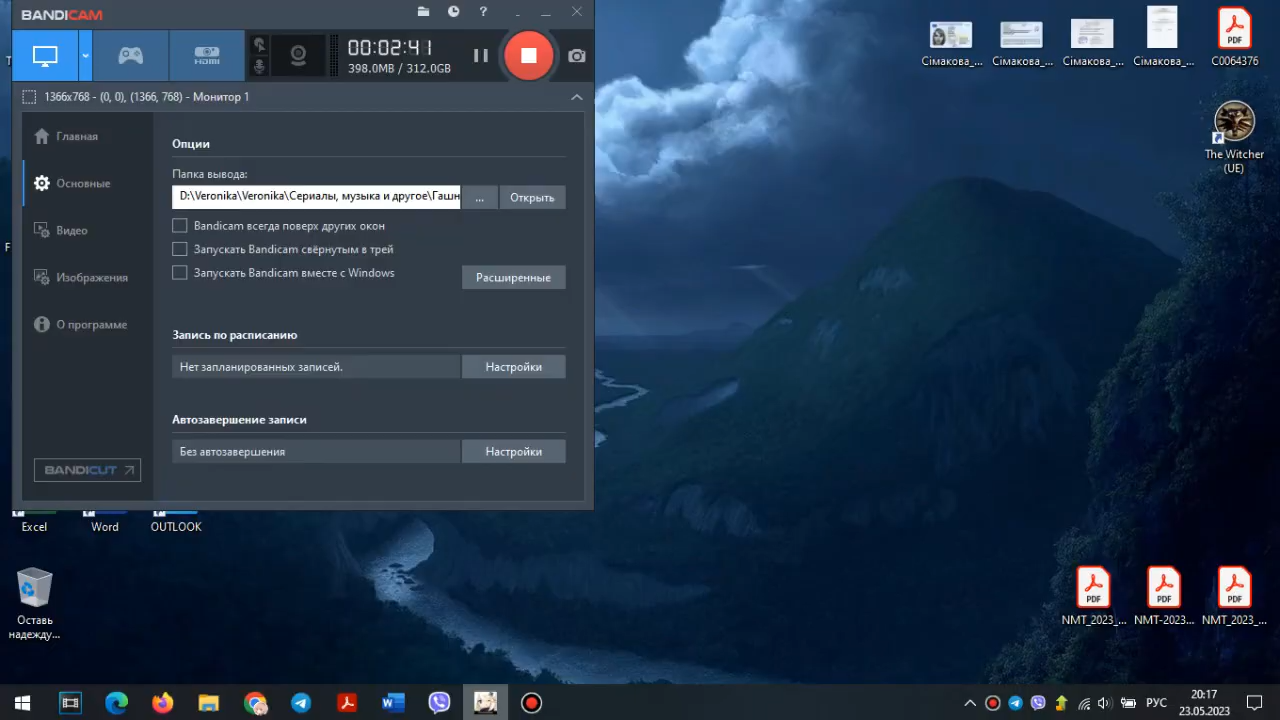 BANDICAM
HDMI
00:02:41
398.0MB / 312.0GB
1366x768 - (0, 0), (1366, 768) - Монитор 1
Главная
Основные
Видео
Изображения
О программе
BANDICUT
Опции
Папка вывода:
D:\Veronika\Veronika\Сериалы, музыка и другое\Гашн
...
Открыть
Bandicam всегда поверх других окон
Запускать Bandicam свёрнутым в трей
Запускать Bandicam вместе с Windows
Расширенные
Запись по расписанию
Нет запланированных записей.
Настройки
Автозавершение записи
Без автозавершения
Настройки
Сімакова_...
Сімакова_...
Сімакова_...
Сімакова_...
PDF
C0064376
The Witcher
(UE)
Excel
Word
OUTLOOK
Оставь
надежду...
PDF
NMT_2023_...
PDF
NMT-2023...
PDF
NMT_2023_...
РУС
20:17
23.05.2023